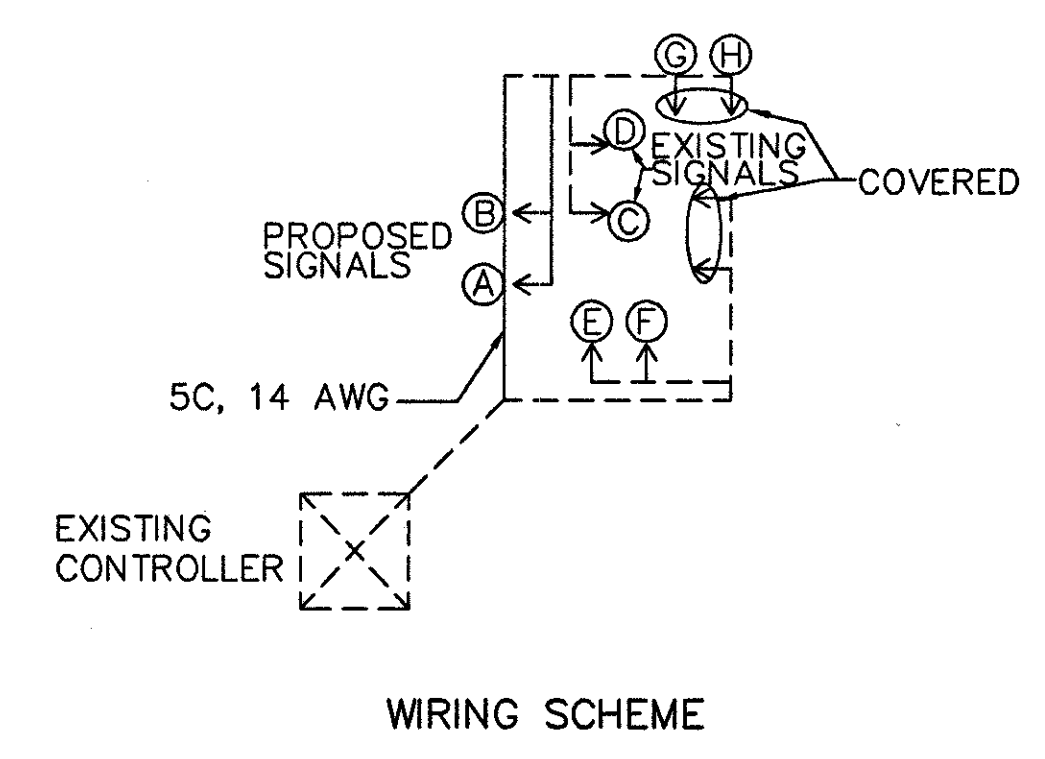 G H
D
EXISTING
SIGNALS
COVERED
B
C
PROPOSED
SIGNALS
A
E F
5C, 14 AWG
EXISTING
CONTROLLER
WIRING SCHEME